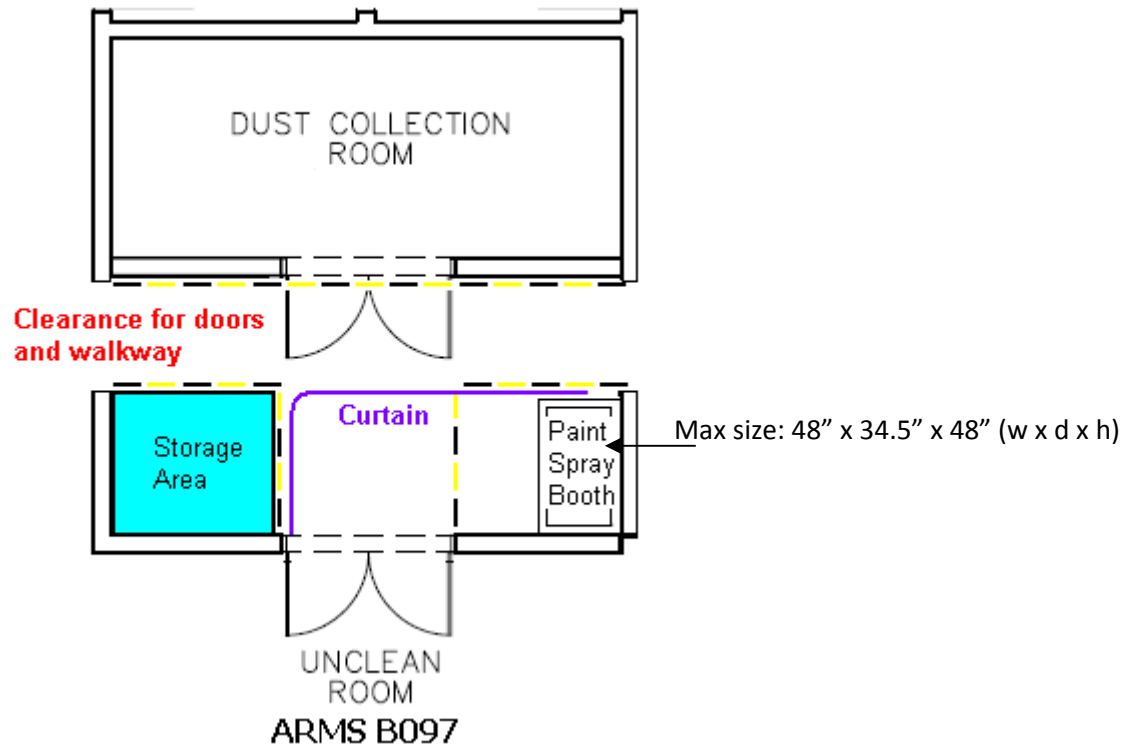 DUST COLLECTION
ROOM
Clearance for doors
and walkway
Curtain
Storage
Area
Paint
Spray
Booth
Max size: 48” x 34.5” x 48” (w x d x h)
UNCLEAN
ROOM
ARMS B097